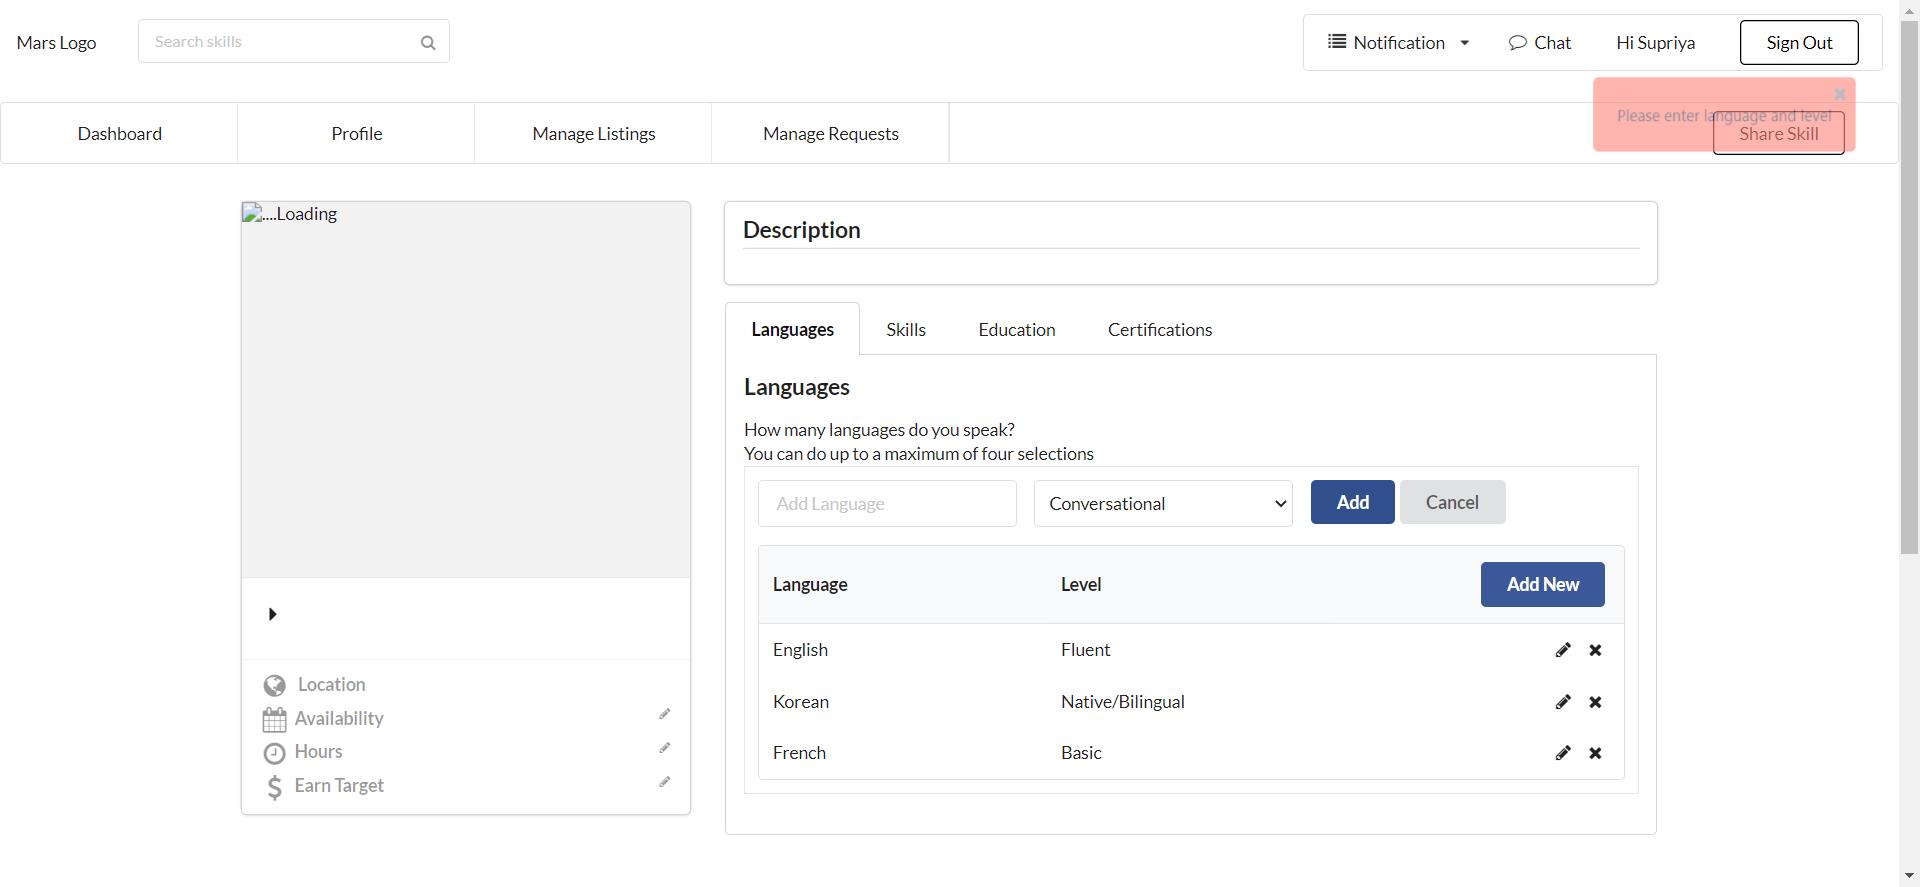 Mars Logo
Search skills
Notification
Chat
Hi Supriya
Sign Out
Please enter language and level
Dashboard
Profile
Manage Listings
Manage Requests
Share Skill
....Loading
Description
Languages
Skills
Education
Certifications
Languages
How many languages do you speak?
You can do up to a maximum of four selections
Add Language
Conversational
Add
Cancel
Language
Level
Add New
English
Fluent
Korean
Native/Bilingual
French
Basic
Location
Availability
Hours
Earn Target